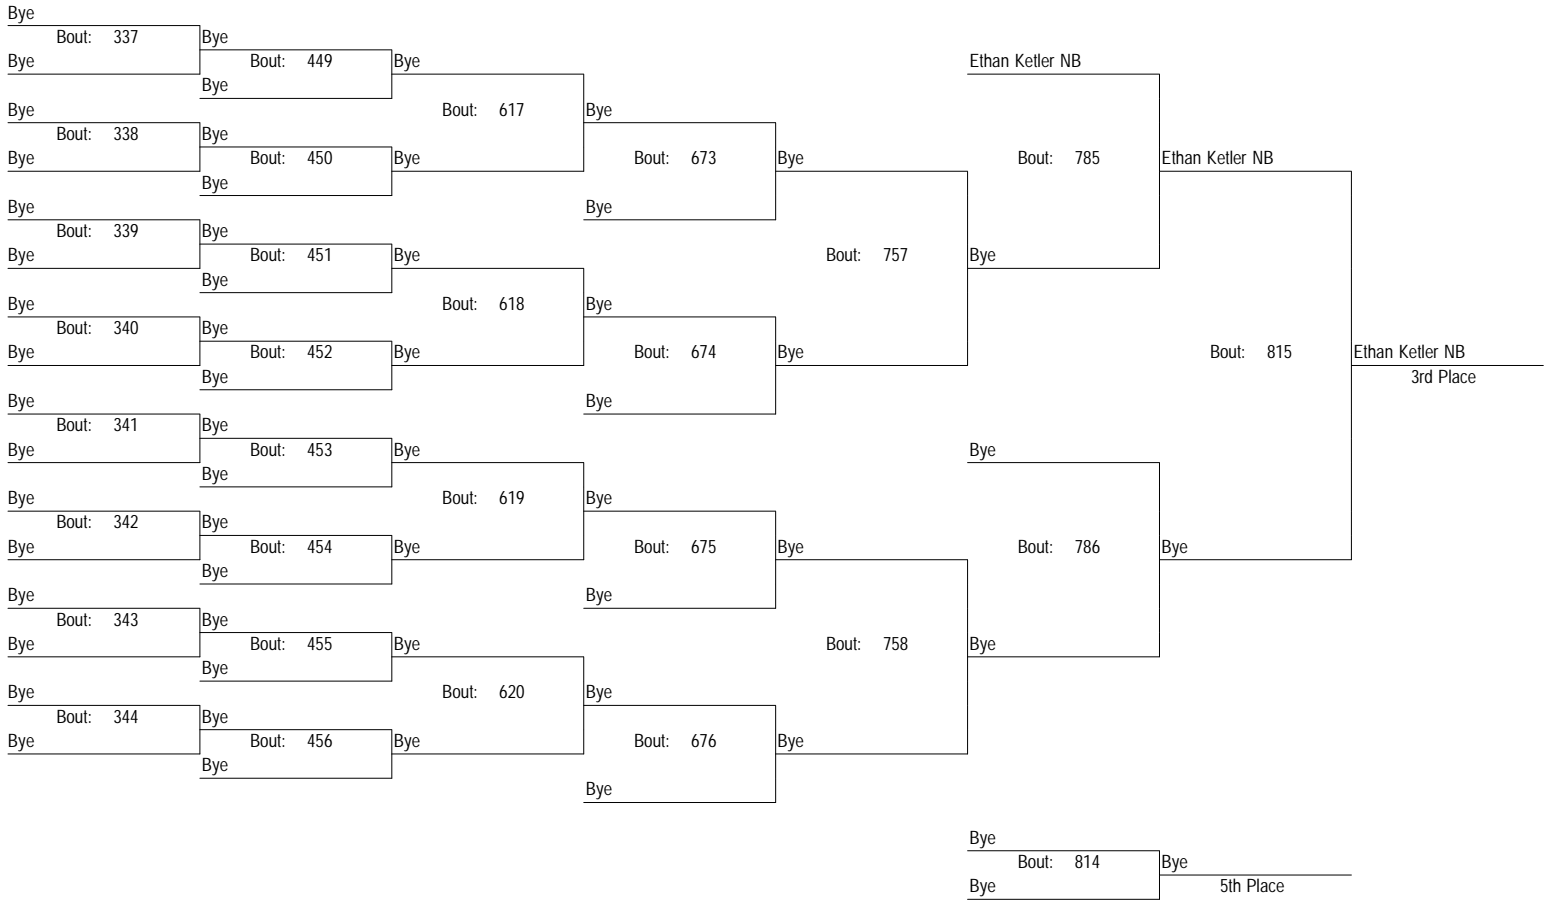 Bye
Bout: 337 Bye
Bye Bout: 449 Bye Ethan Ketler NB
Bye
Bye Bout: 617 Bye
Bout: 338 Bye
Bye Bout: 450 Bye Bout: 673 Bye Bout: 785 Ethan Ketler NB
Bye
Bye Bye
Bout: 339 Bye
Bye Bout: 451 Bye Bout: 757 Bye
Bye
Bye Bout: 618 Bye
Bout: 340 Bye
Bye Bout: 452 Bye Bout: 674 Bye Bout: 815 Ethan Ketler NB
Bye 3rd Place
Bye Bye
Bout: 341 Bye
Bye Bout: 453 Bye Bye
Bye
Bye Bout: 619 Bye
Bout: 342 Bye
Bye Bout: 454 Bye Bout: 675 Bye Bout: 786 Bye
Bye
Bye Bye
Bout: 343 Bye
Bye Bout: 455 Bye Bout: 758 Bye
Bye
Bye Bout: 620 Bye
Bout: 344 Bye
Bye Bout: 456 Bye Bout: 676 Bye
Bye
Bye
Bye
Bout: 814 Bye
Bye 5th Place